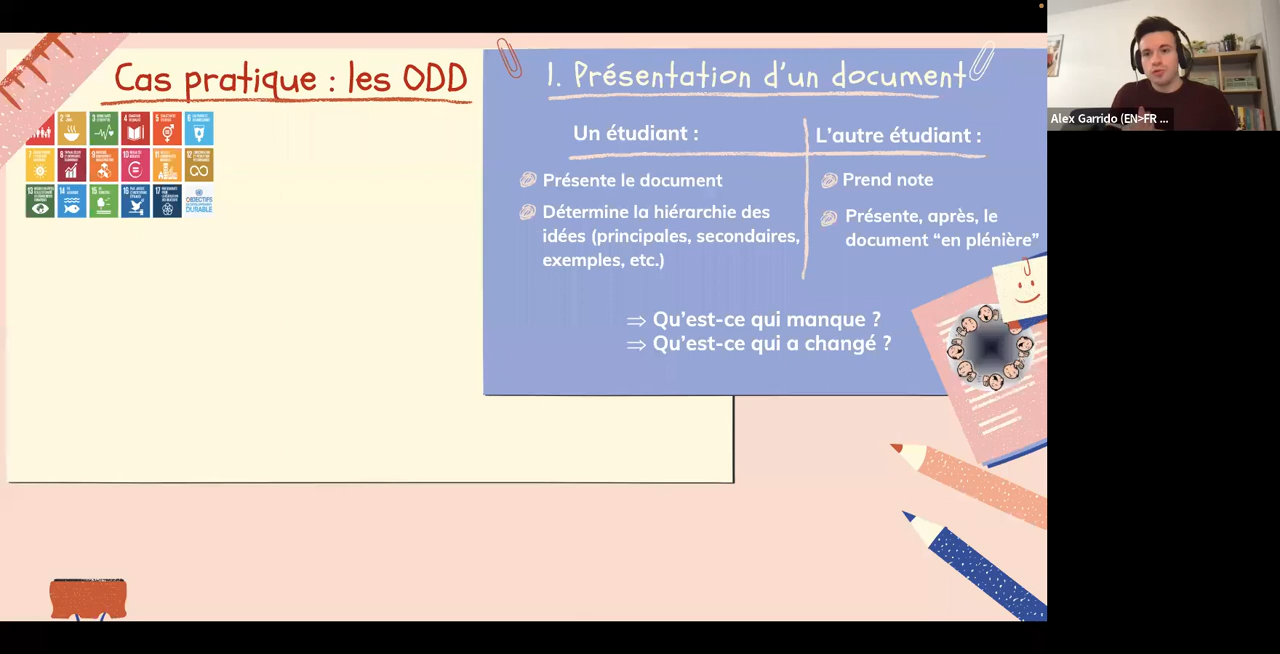 Cas pratique : les ODD
1. Présentation d'un document
Un étudiant :
Présente le document
Détermine la hiérarchie des
idées (principales, secondaires,
exemples, etc.)
L'autre étudiant :
Prend note
Présente, après, le
document “en plénière”
⇒ Qu'est-ce qui manque ?
⇒ Qu'est-ce qui a changé ?
OBJECTIFS
DURABLE
Alex Garrido (EN>FR ...